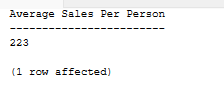 Average Sales Per Person
------------------------
223
(1 row affected)